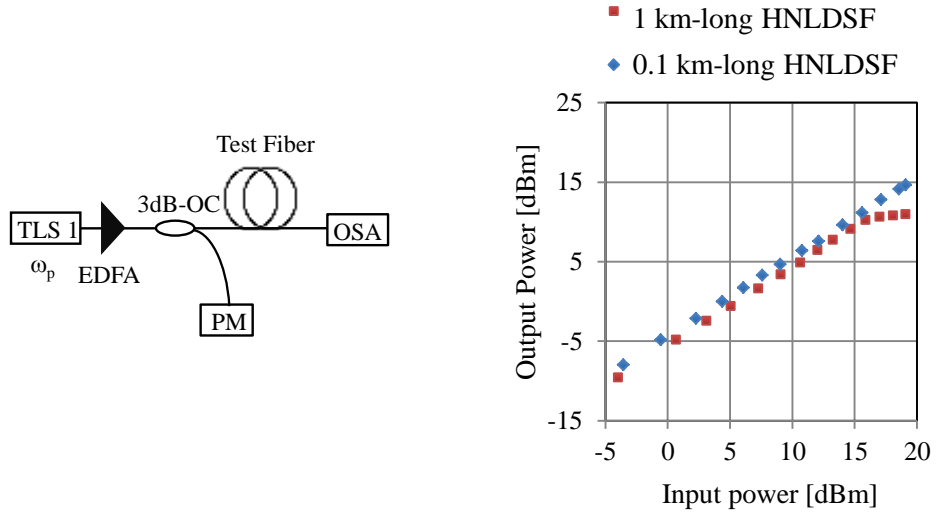 Test Fiber
3dB-OC
TLS 1
OSA
ωp
EDFA
PM
1 km-long HNLDSF
0.1 km-long HNLDSF
Output Power [dBm]
25
15
5
-5
-15
-5 0 5 10 15 20
Input power [dBm]